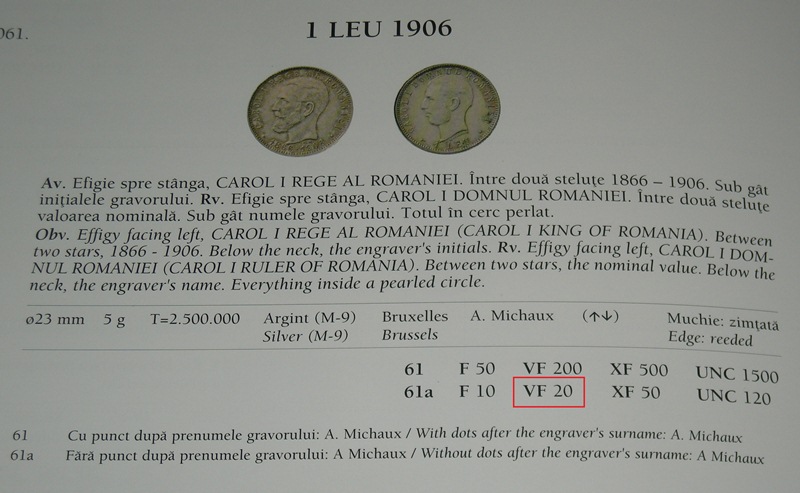 061.
1 LEU 1906
Av. Efigie spre stânga, CAROL I REGE AL ROMANIEI. Între două steluţe 1866 – 1906. Sub gât
iniţialele gravorului. Rv. Efigie spre stânga, CAROL I DOMNUL ROMANIEI. Între două steluţe
valoarea nominală. Sub gât numele gravorului. Totul în cerc perlat.
Obv. Effigy facing left, CAROL I REGE AL ROMANIEI (CAROL I KING OF ROMANIA). Between
two stars, 1866 - 1906. Below the neck, the engraver's initials. Rv. Effigy facing left, CAROL I DOM-
NUL ROMANIEI (CAROL I RULER OF ROMANIA). Between two stars, the nominal value. Below the
neck, the engraver's name. Everything inside a pearled circle.
ø23 mm 5 g T=2.500.000 Argint (M-9) Bruxelles A. Michaux (↑↓) Muchie: zimţată
Silver (M-9) Brussels Edge: reeded
61 F 50 VF 200 XF 500 UNC 1500
61a F 10 VF 20 XF 50 UNC 120
61 Cu punct după prenumele gravorului: A. Michaux / With dots after the engraver's surname: A. Michaux
61a Fără punct după prenumele gravorului: A Michaux / Without dots after the engraver's surname: A Michaux